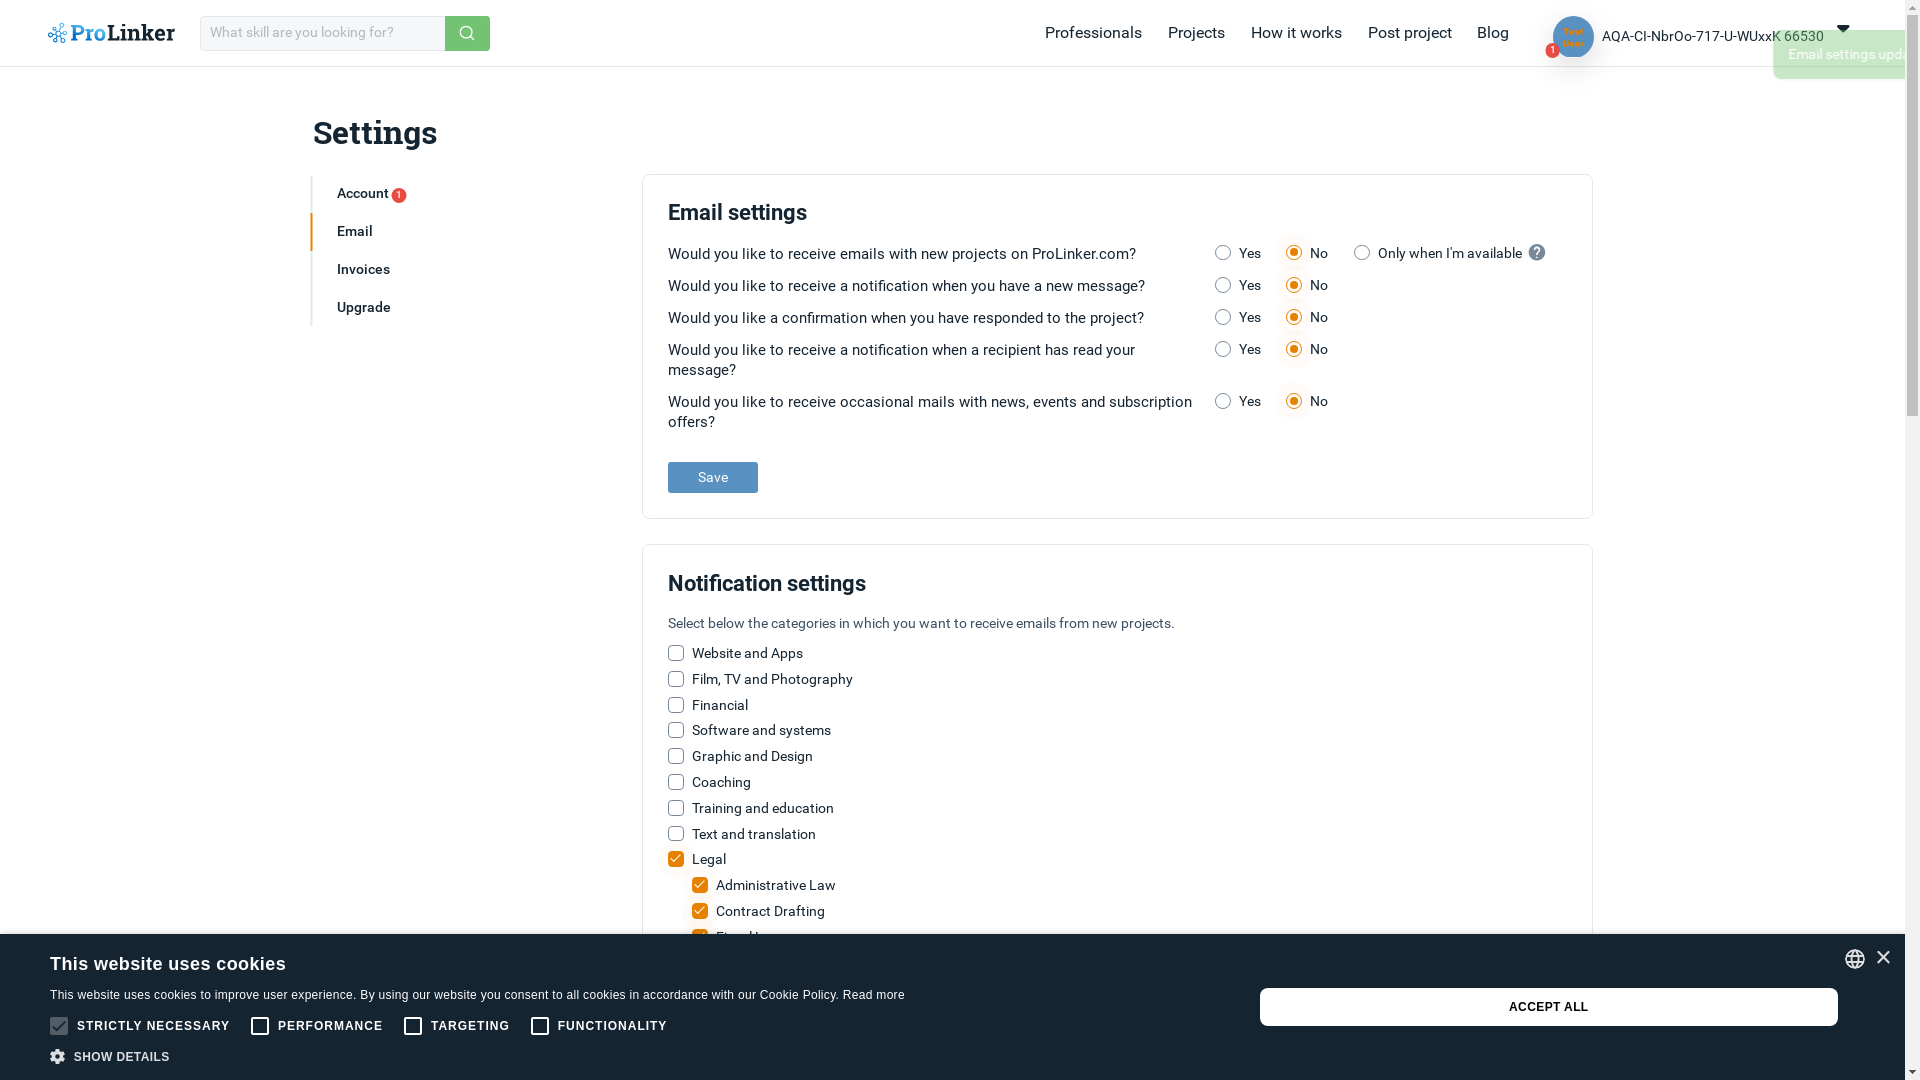 ProLinker
What skill are you looking for?
Professionals
Projects
How it works
Post project
Blog
Test
User
1
AQA-CI-NbrOo-717-U-WUxxK 66530
Email settings
Settings
Account 1
Email
Invoices
Upgrade
Email settings
Would you like to receive emails with new projects on ProLinker.com? Yes No Only when I'm available ?
Would you like to receive a notification when you have a new message? Yes No
Would you like a confirmation when you have responded to the project? Yes No
Would you like to receive a notification when a recipient has read your Yes No
message?
Would you like to receive occasional mails with news, events and subscription Yes No
offers?
Save
Notification settings
Select below the categories in which you want to receive emails from new projects.
Website and Apps
Film, TV and Photography
Financial
Software and systems
Graphic and Design
Coaching
Training and education
Text and translation
Legal
Administrative Law
Contract Drafting
This website uses cookies
This website uses cookies to improve user experience. By using our website you consent to all cookies in accordance with our Cookie Policy. Read more
STRICTLY NECESSARY PERFORMANCE TARGETING FUNCTIONALITY
SHOW DETAILS
ACCEPT ALL